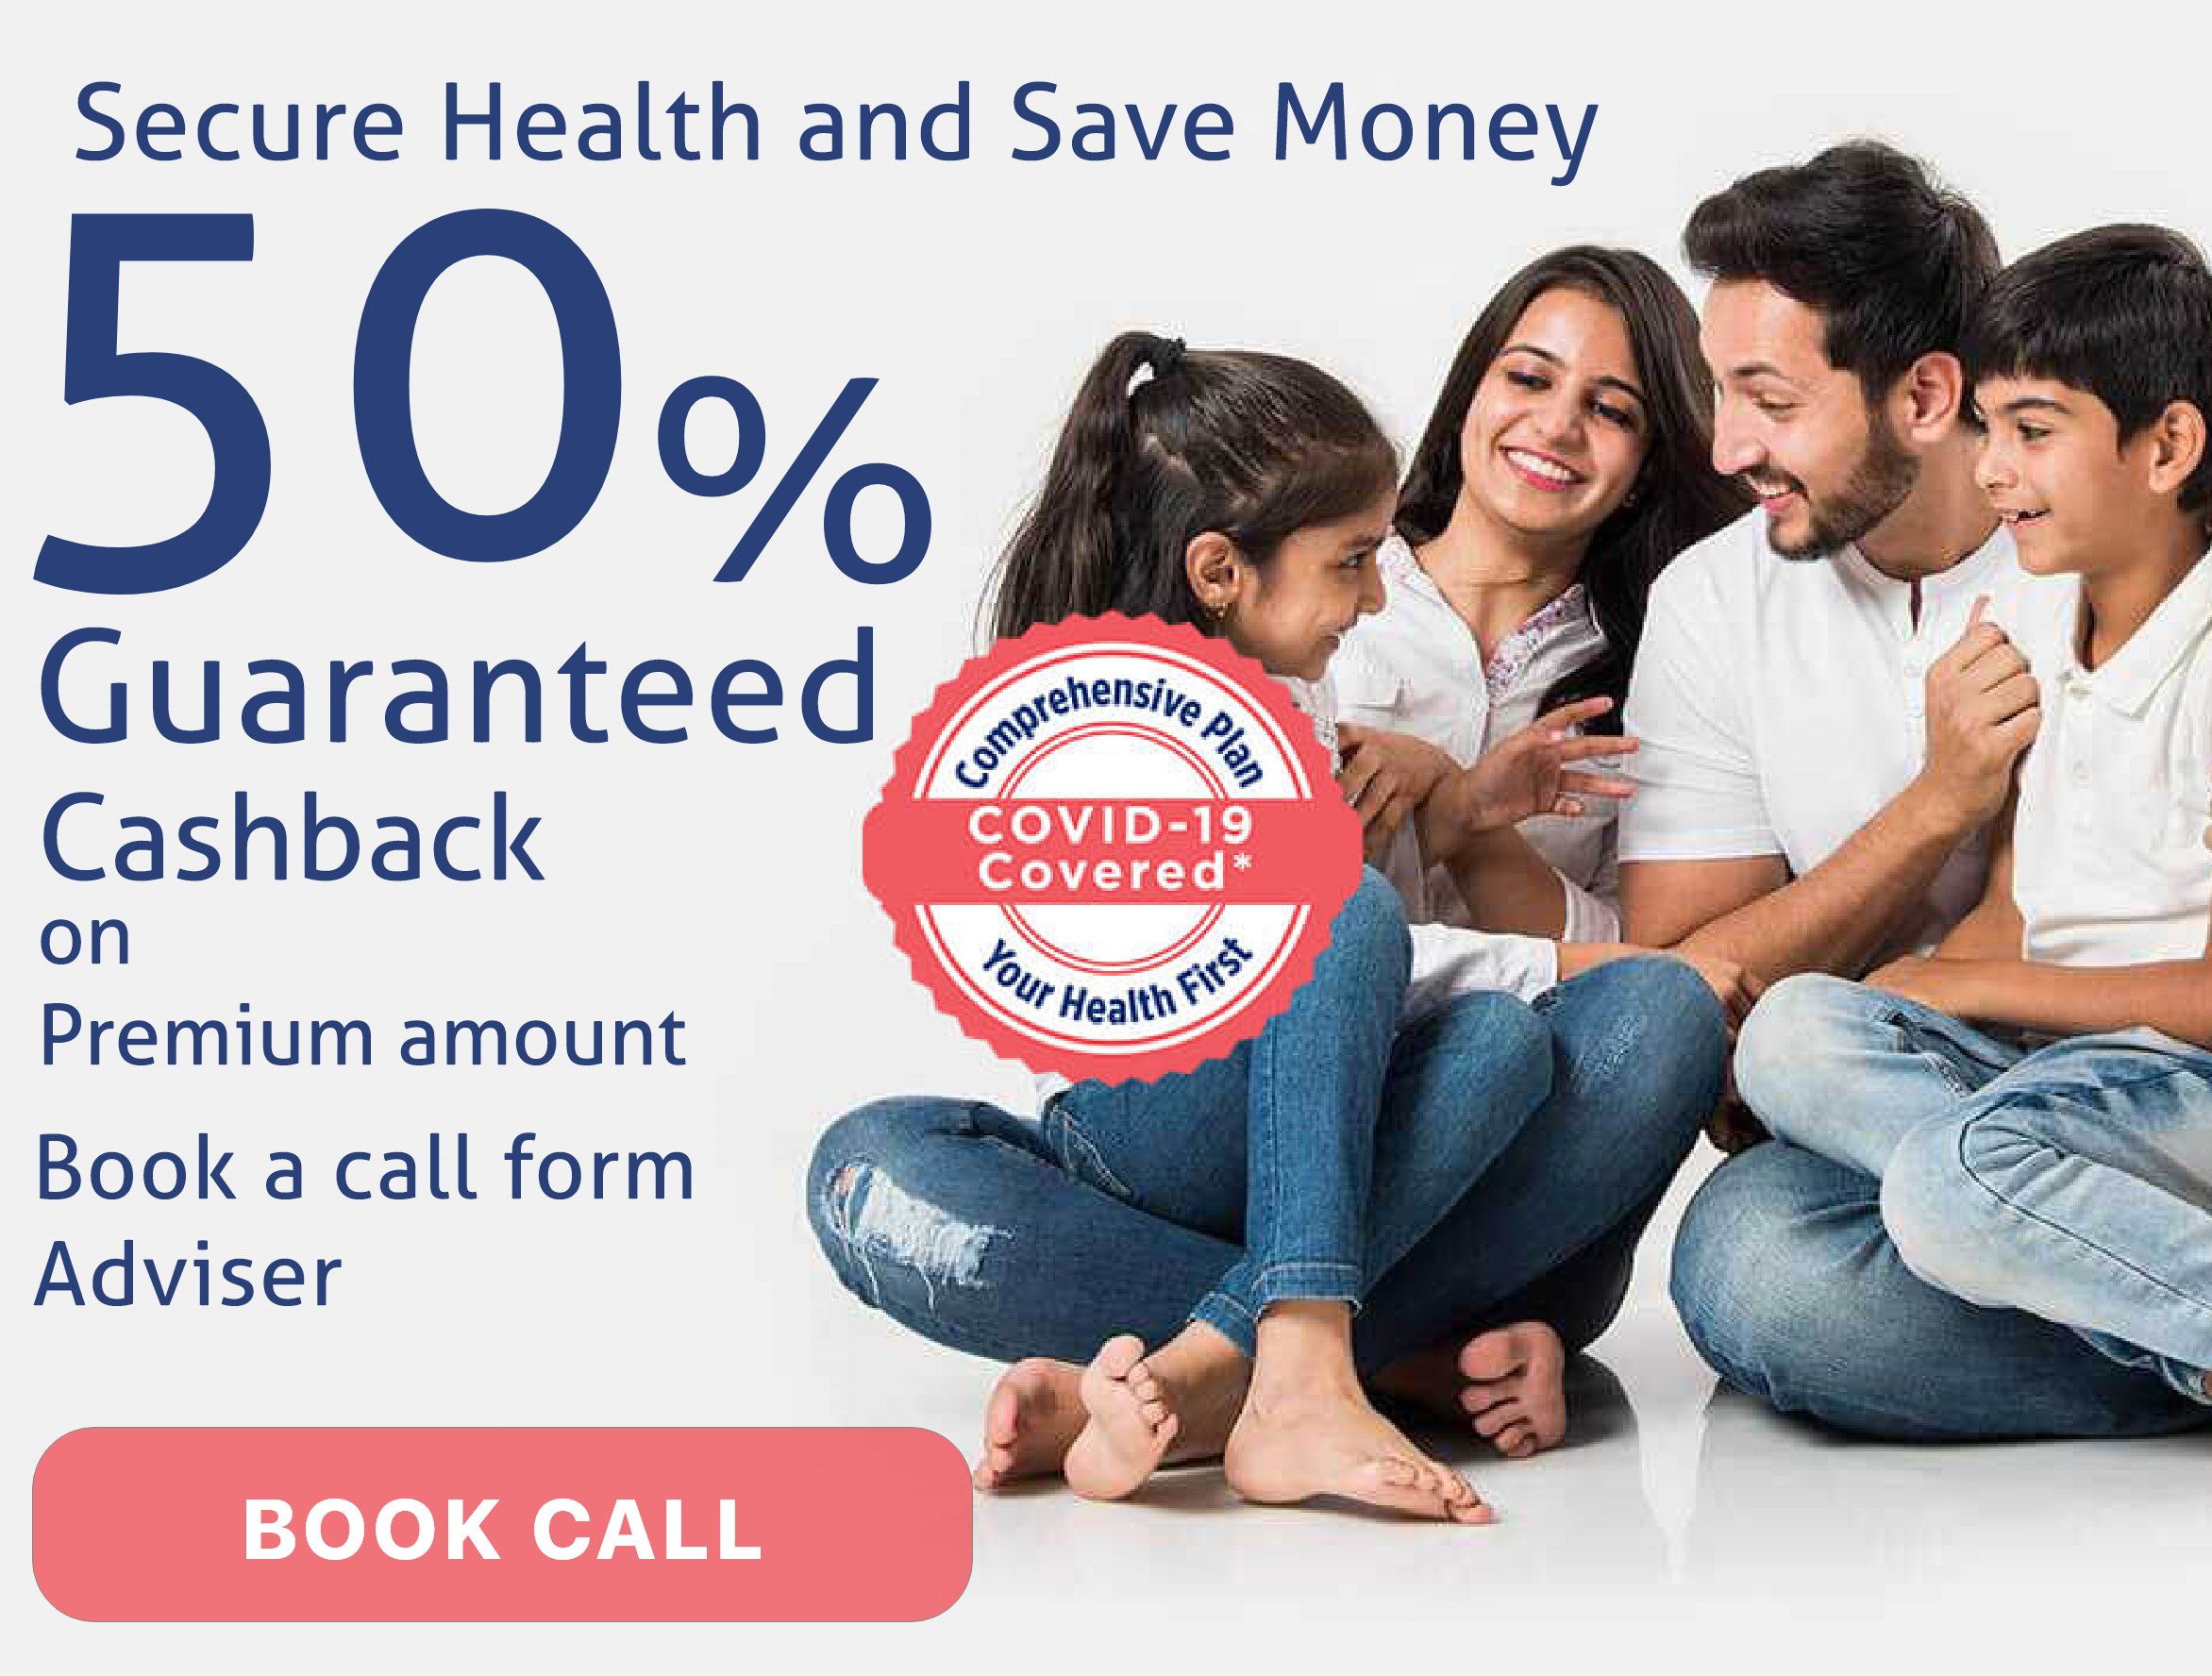 Secure Health and Save Money
50%
Guaranteed
Cashback
on
Premium amount
Book a call form
Adviser
Comprehensive Plan
COVID-19
Covered*
Your Health First
BOOK CALL